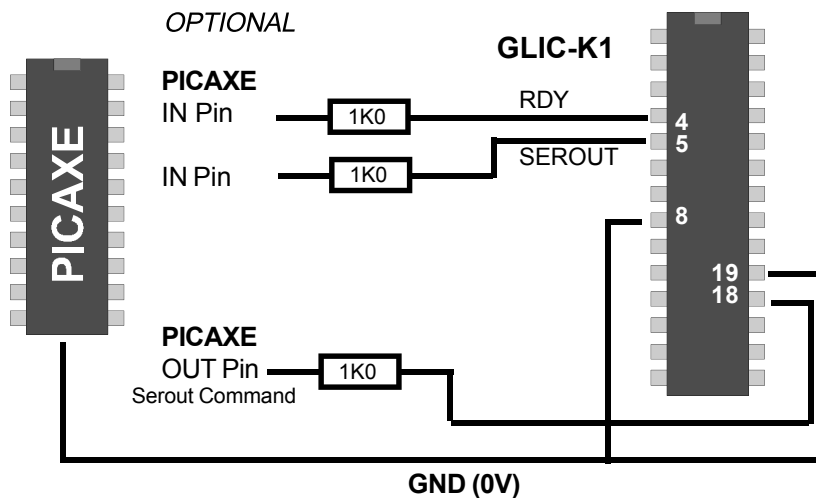 OPTIONAL
GLIC-K1
PICAXE
PICAXE
IN Pin
1K0
RDY
4
IN Pin
1K0
SEROUT
5
8
19
18
PICAXE
OUT Pin
1K0
Serout Command
GND (0V)